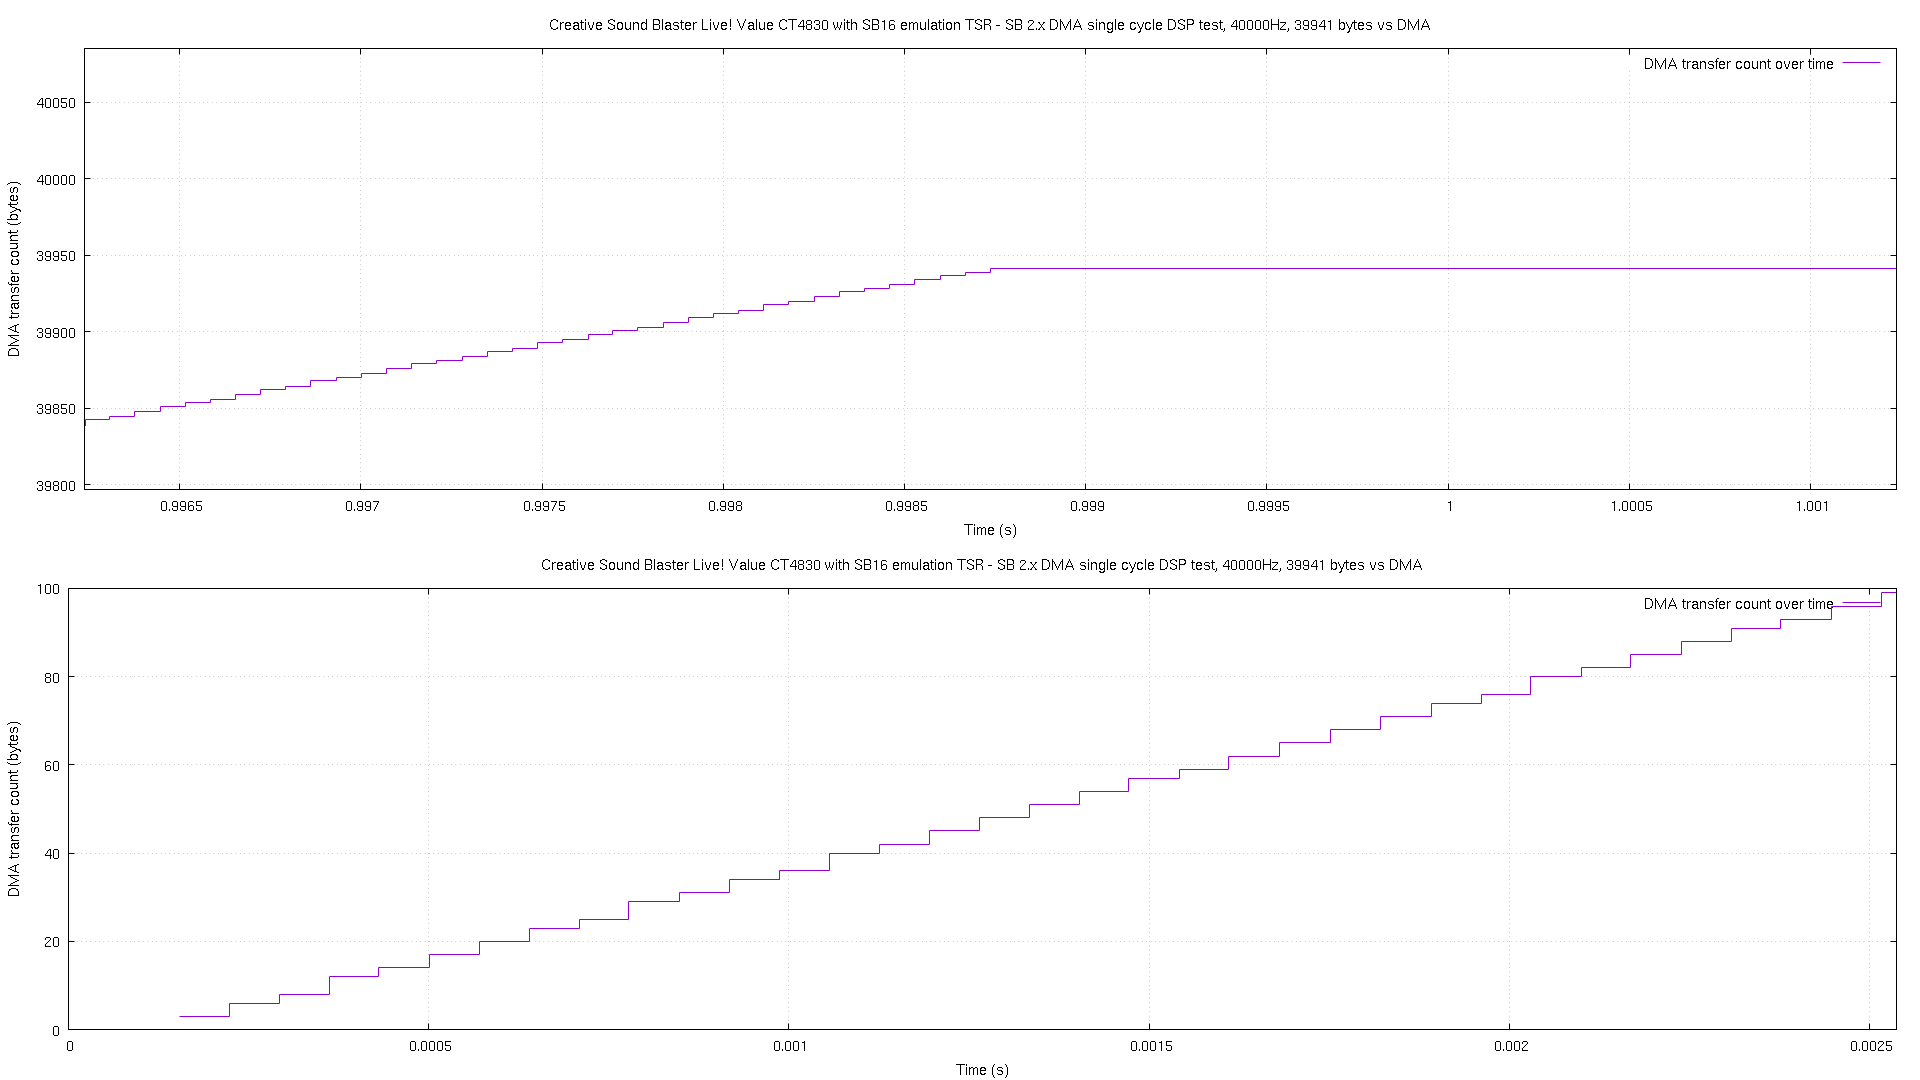 Creative Sound Blaster Live! Value CT4830 with SB16 emulation TSR - SB 2.x DMA single cycle DSP test, 40000Hz, 39941 bytes vs DMA
DMA transfer count over time
DMA transfer count (bytes)
40050
40000
39950
39900
39850
39800
0.9965 0.997 0.9975 0.998 0.9985 0.999 0.9995 1 1.0005 1.001
Time (s)
Creative Sound Blaster Live! Value CT4830 with SB16 emulation TSR - SB 2.x DMA single cycle DSP test, 40000Hz, 39941 bytes vs DMA
DMA transfer count over time
DMA transfer count (bytes)
100
80
60
40
20
0
0 0.0005 0.001 0.0015 0.002 0.0025
Time (s)